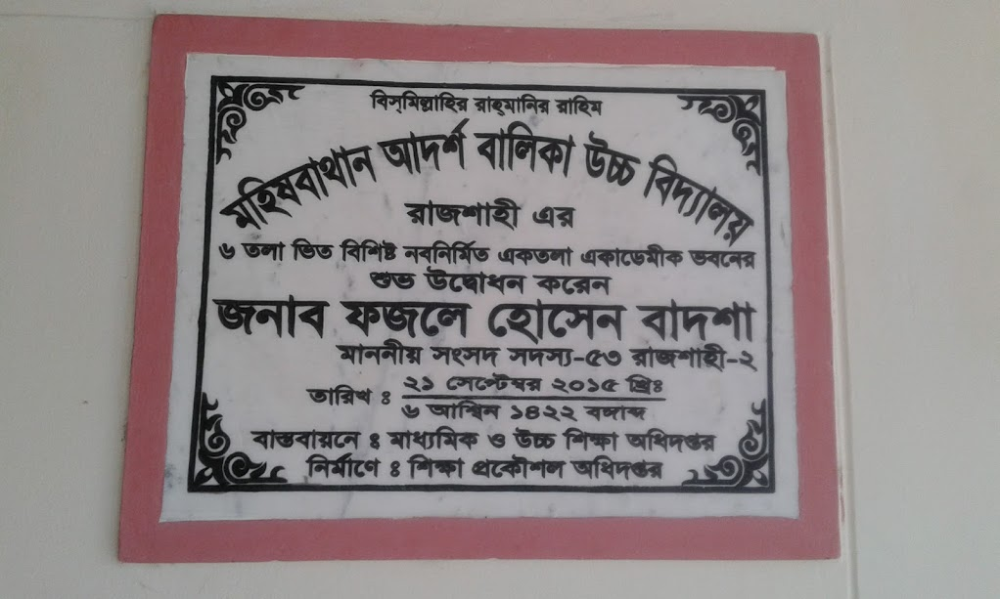 বিস্‌মিল্লাহির রাহ্‌মানির রাহিম
মহিষবাথান আদর্শ বালিকা উচ্চ বিদ্যালয়
রাজশাহী এর
৬ তলা ভিত বিশিষ্ট নবনির্মিত একতলা একাডেমীক ভবনের
শুভ উদ্বোধন করেন
জনাব ফজলে হোসেন বাদশা
মাননীয় সংসদ সদস্য-৫৩ রাজশাহী-২
তারিখ ঃ ২১ সেপ্টেম্বর ২০১৫ খ্রিঃ
৬ আশ্বিন ১৪২২ বঙ্গাব্দ
বাস্তবায়নে ঃ মাধ্যমিক ও উচ্চ শিক্ষা অধিদপ্তর
নির্মাণে ঃ শিক্ষা প্রকৌশল অধিদপ্তর